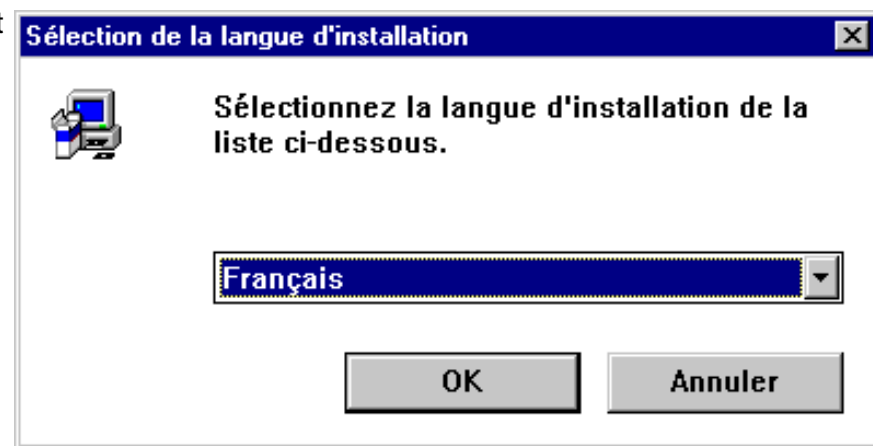 t
Sélection de la langue d'installation
Sélectionnez la langue d'installation de la
liste ci-dessous.
Français
OK
Annuler